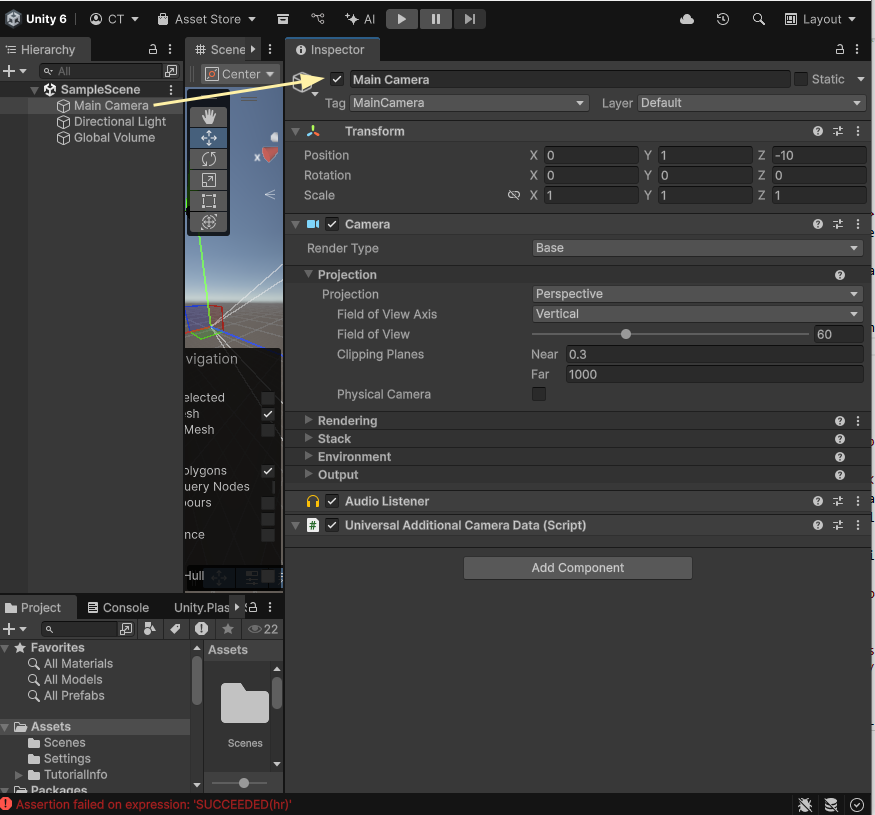 Unity 6 CT Asset Store AI Layout
Hierarchy
All
SampleScene
Main Camera
Directional Light
Global Volume
Scene
Center
x
vigation
elected
sh
Mesh
olygons
uery Nodes
ours
nce
Hull
Inspector
Main Camera Static
Tag MainCamera Layer Default
Transform
Position X 0 Y 1 Z -10
Rotation X 0 Y 0 Z 0
Scale X 1 Y 1 Z 1
Camera
Render Type Base
Projection
Projection Perspective
Field of View Axis Vertical
Field of View 60
Clipping Planes Near 0.3
Far 1000
Physical Camera
Rendering
Stack
Environment
Output
Audio Listener
# Universal Additional Camera Data (Script)
Add Component
Project Console Unity.Plas
22
Favorites
All Materials
All Models
All Prefabs
Assets
Scenes
Settings
TutorialInfo
Packages
Assets
Scenes
Assertion failed on expression: 'SUCCEEDED(hr)'